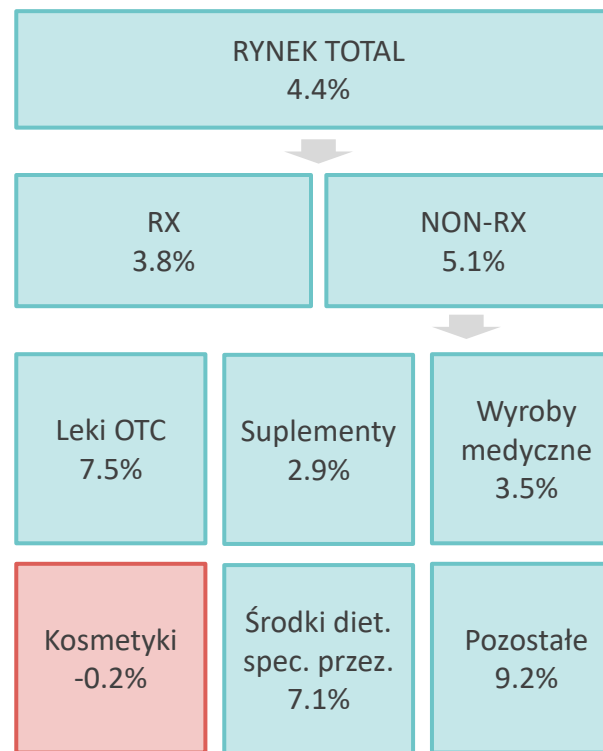 RYNEK TOTAL
4.4%
RX
3.8%
NON-RX
5.1%
Leki OTC
7.5%
Suplementy
2.9%
Wyroby
medyczne
3.5%
Kosmetyki
-0.2%
Środki diet.
spec. przez.
7.1%
Pozostałe
9.2%